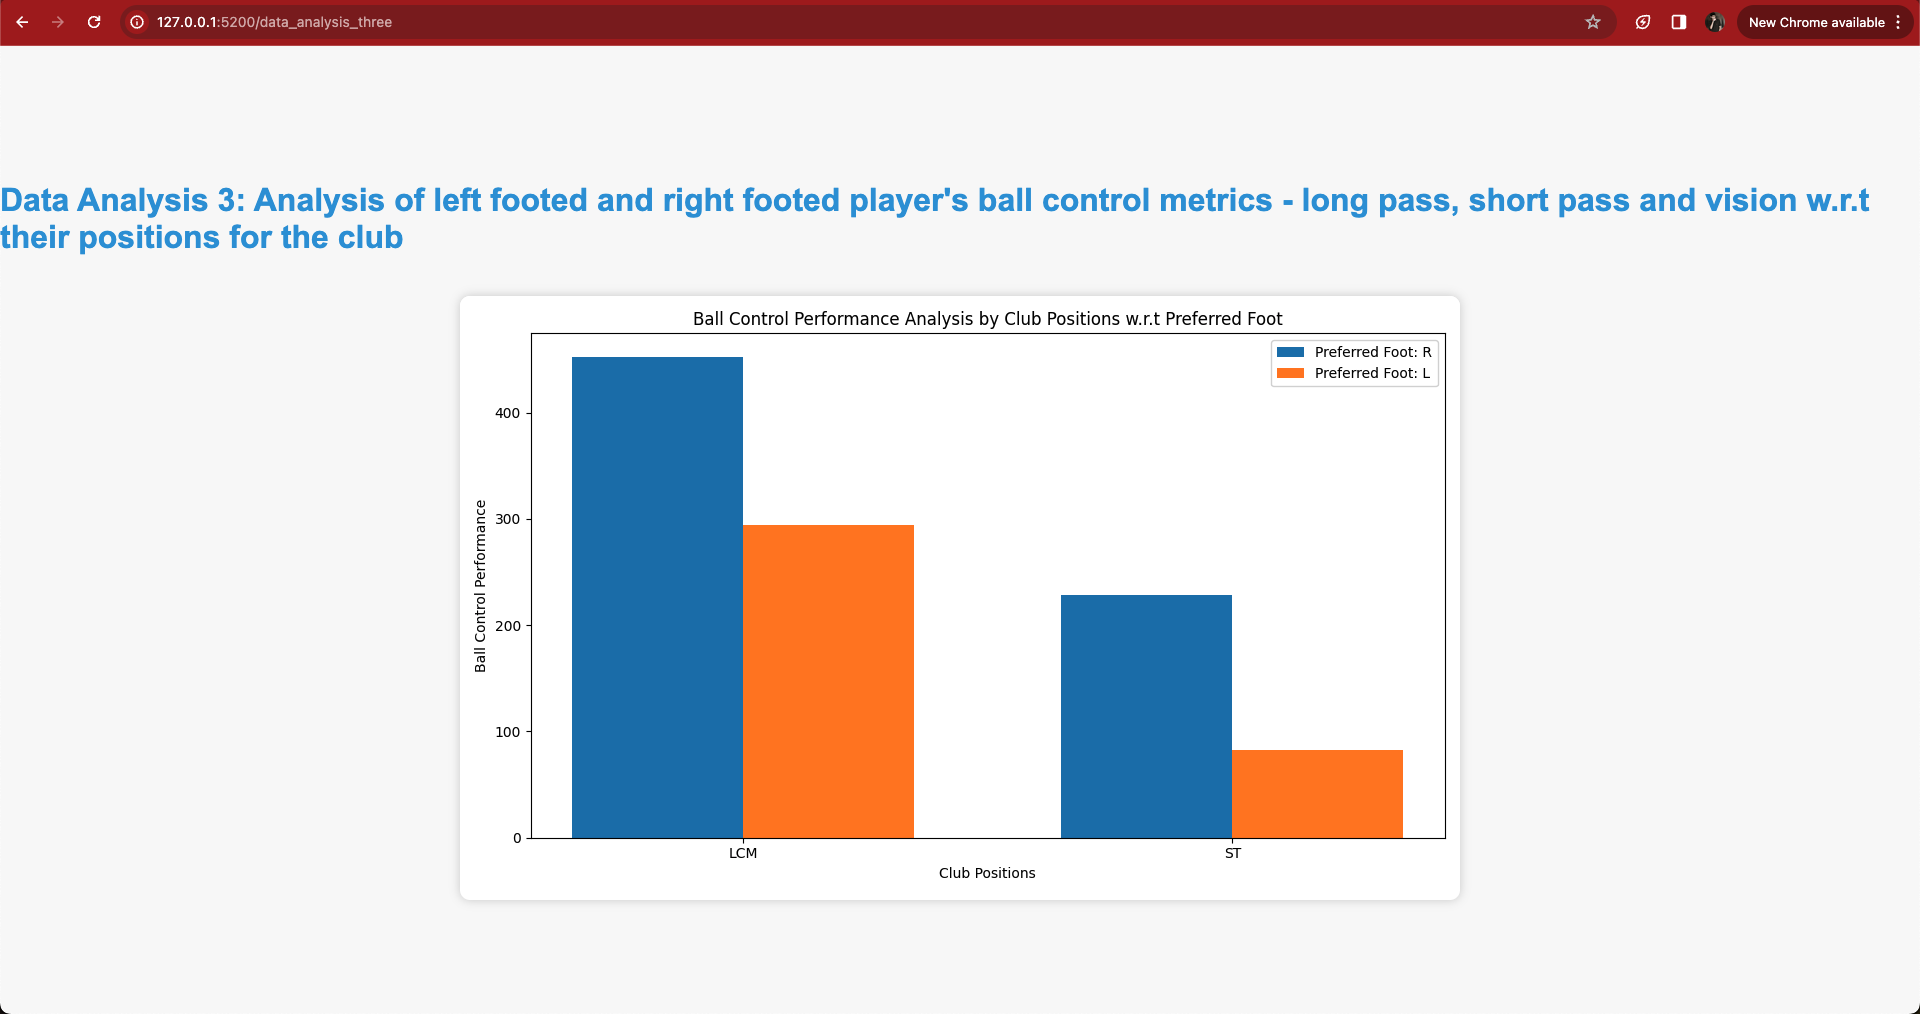 127.0.0.1:5200/data_analysis_three
New Chrome available
Data Analysis 3: Analysis of left footed and right footed player's ball control metrics - long pass, short pass and vision w.r.t
their positions for the club
Ball Control Performance Analysis by Club Positions w.r.t Preferred Foot
Preferred Foot: R
Preferred Foot: L
Ball Control Performance
400
300
200
100
0
LCM
ST
Club Positions